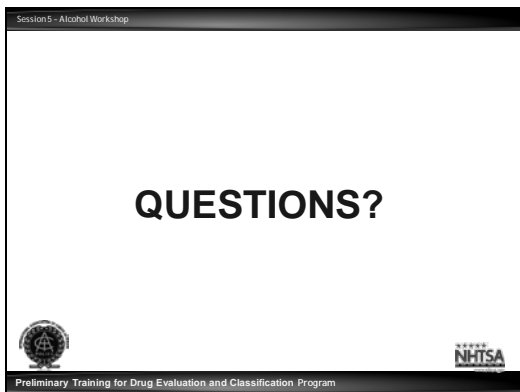 Session 5 - Alcohol Workshop
QUESTIONS?
NHTSA
Preliminary Training for Drug Evaluation and Classification Program